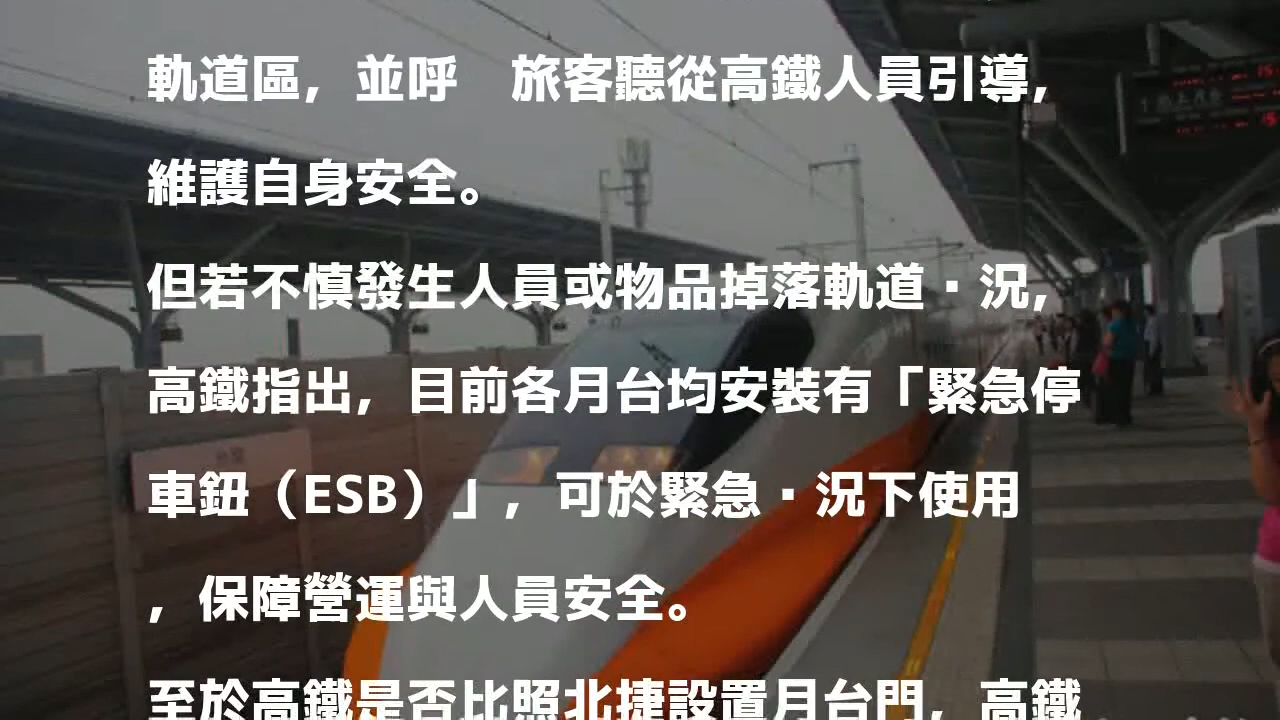 軌道區，並呼　旅客聽從高鐵人員引導，
維護自身安全。
但若不慎發生人員或物品掉落軌道▪況，
高鐵指出，目前各月台均安裝有「緊急停
車鈕（ESB）」，可於緊急▪況下使用
，保障營運與人員安全。
至於高鐵是否比照北捷設置月台門，高鐵